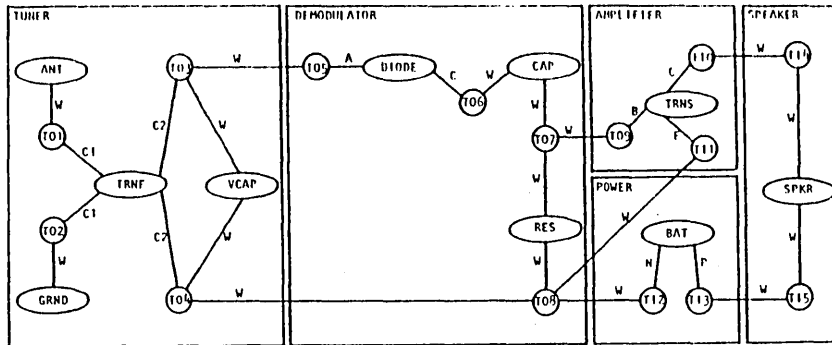 TUNER
DEMODULATOR
AMPLIFIER
SPEAKER
ANT
W
T01
C1
TRNF
C1
T02
W
GRND
T03
C2
W
VCAP
C2
W
T04
W
W
T05
A
DIODE
C
T06
W
CAP
W
T07
W
W
RES
W
T08
T09
B
TRNS
C
T10
E
T11
W
W
T14
W
SPKR
W
T15
POWER
BAT
N
P
W
T12
T13
W